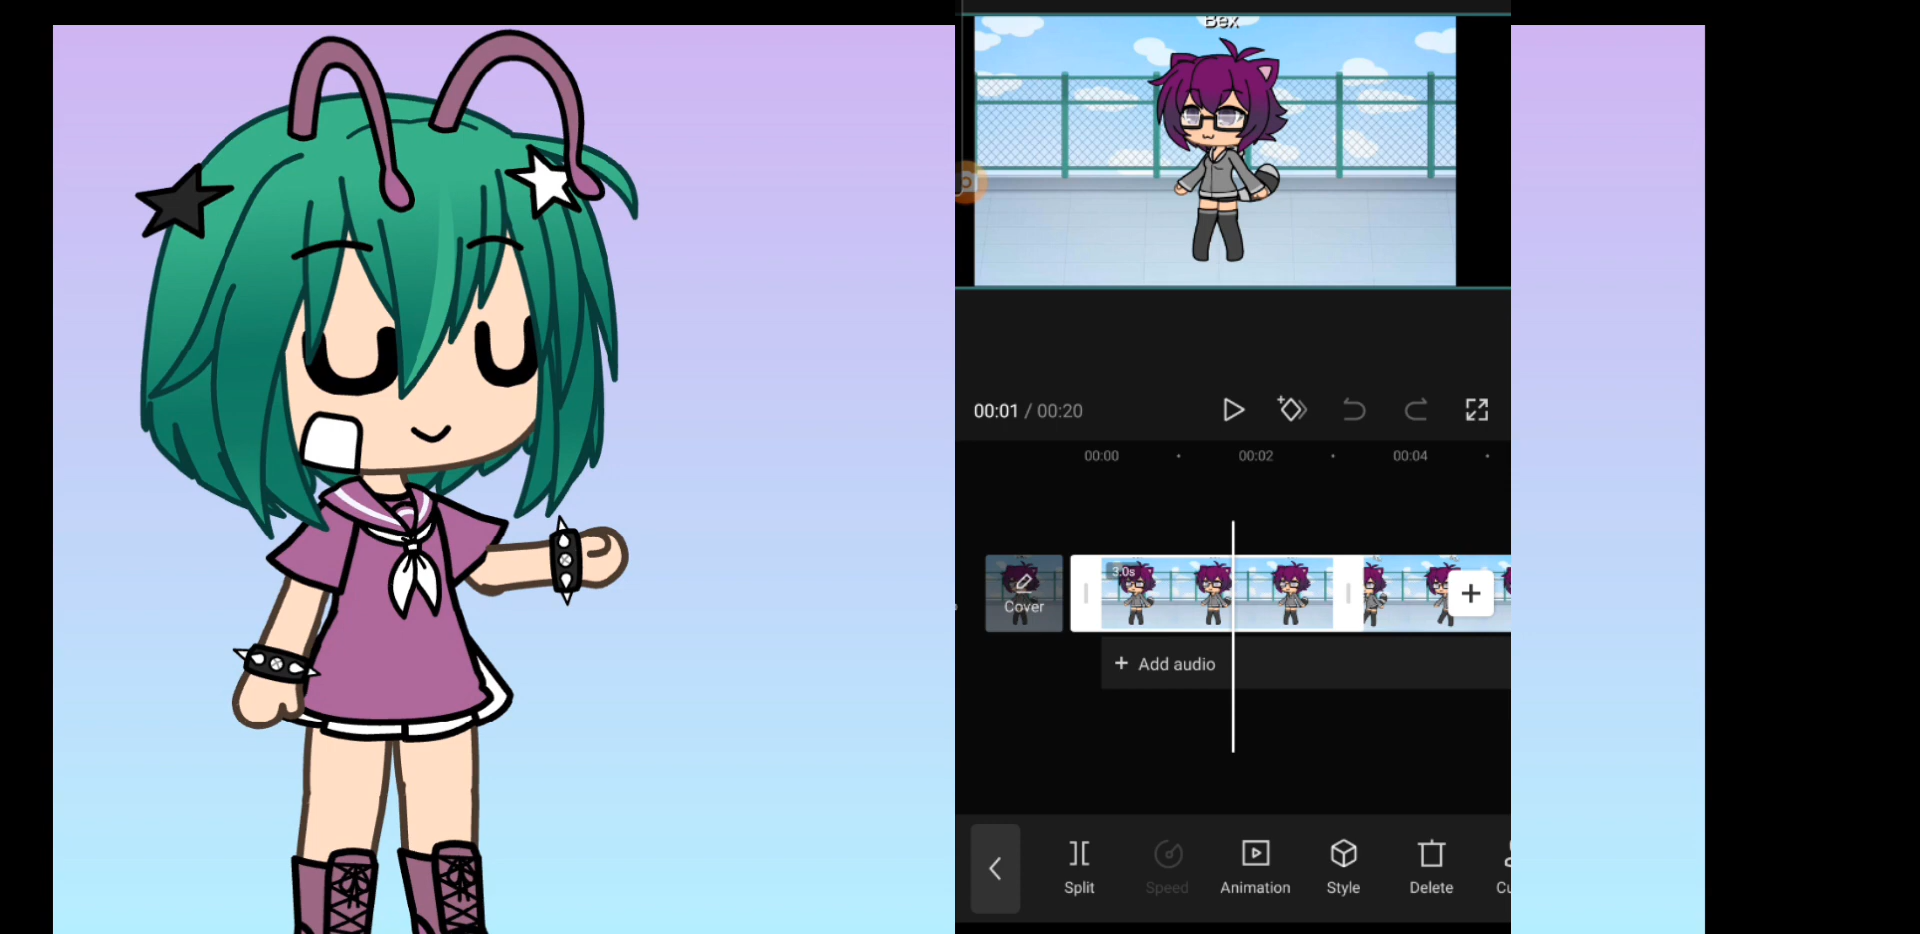 Bex
00:01 / 00:20
00:00
00:02
00:04
3.0s
Cover
+ Add audio
Split
Speed
Animation
Style
Delete
Cu